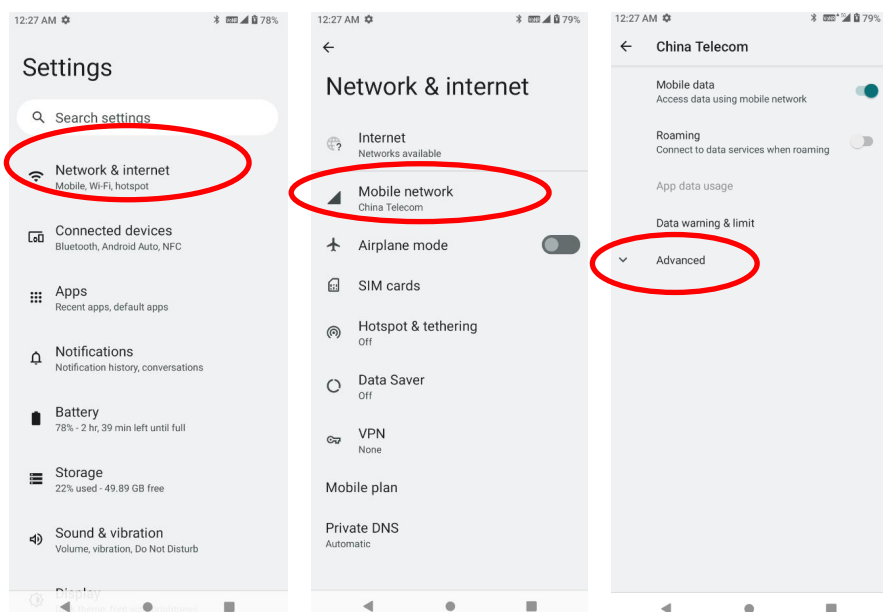 12:27 AM 78%
Settings
Search settings
Network & internet
Mobile, Wi-Fi, hotspot
Connected devices
Bluetooth, Android Auto, NFC
Apps
Recent apps, default apps
Notifications
Notification history, conversations
Battery
78% - 2 hr, 39 min left until full
Storage
22% used - 49.89 GB free
Sound & vibration
Volume, vibration, Do Not Disturb
Display
12:27 AM 79%
Network & internet
Internet
Networks available
Mobile network
China Telecom
Airplane mode
SIM cards
Hotspot & tethering
Off
Data Saver
Off
VPN
None
Mobile plan
Private DNS
Automatic
12:27 AM 79%
China Telecom
Mobile data
Access data using mobile network
Roaming
Connect to data services when roaming
App data usage
Data warning & limit
Advanced